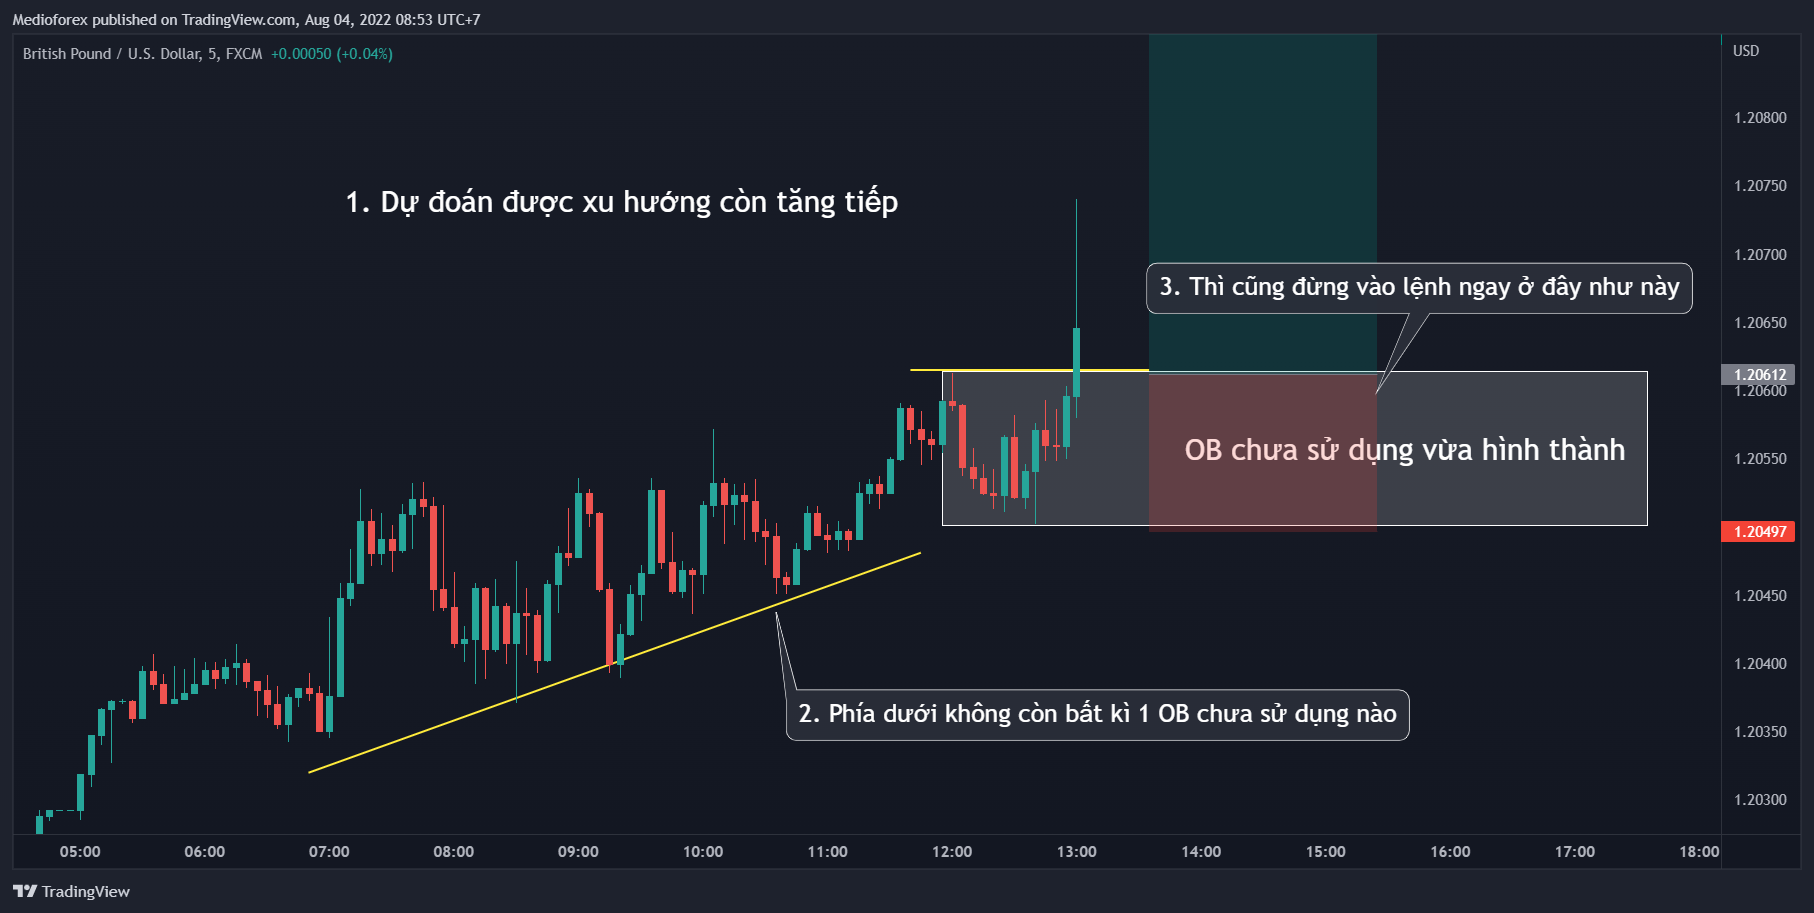 Medioforex published on TradingView.com, Aug 04, 2022 08:53 UTC+7
British Pound / U.S. Dollar, 5, FXCM +0.00050 (+0.04%)
USD
1.20800
1. Dự đoán được xu hướng còn tăng tiếp
1.20750
1.20700
3. Thì cũng đừng vào lệnh ngay ở đây như này
1.20650
1.20612
1.20600
OB chưa sử dụng vừa hình thành
1.20550
1.20497
1.20450
1.20400
2. Phía dưới không còn bất kì 1 OB chưa sử dụng nào
1.20350
1.20300
05:00 06:00 07:00 08:00 09:00 10:00 11:00 12:00 13:00 14:00 15:00 16:00 17:00 18:00
TradingView